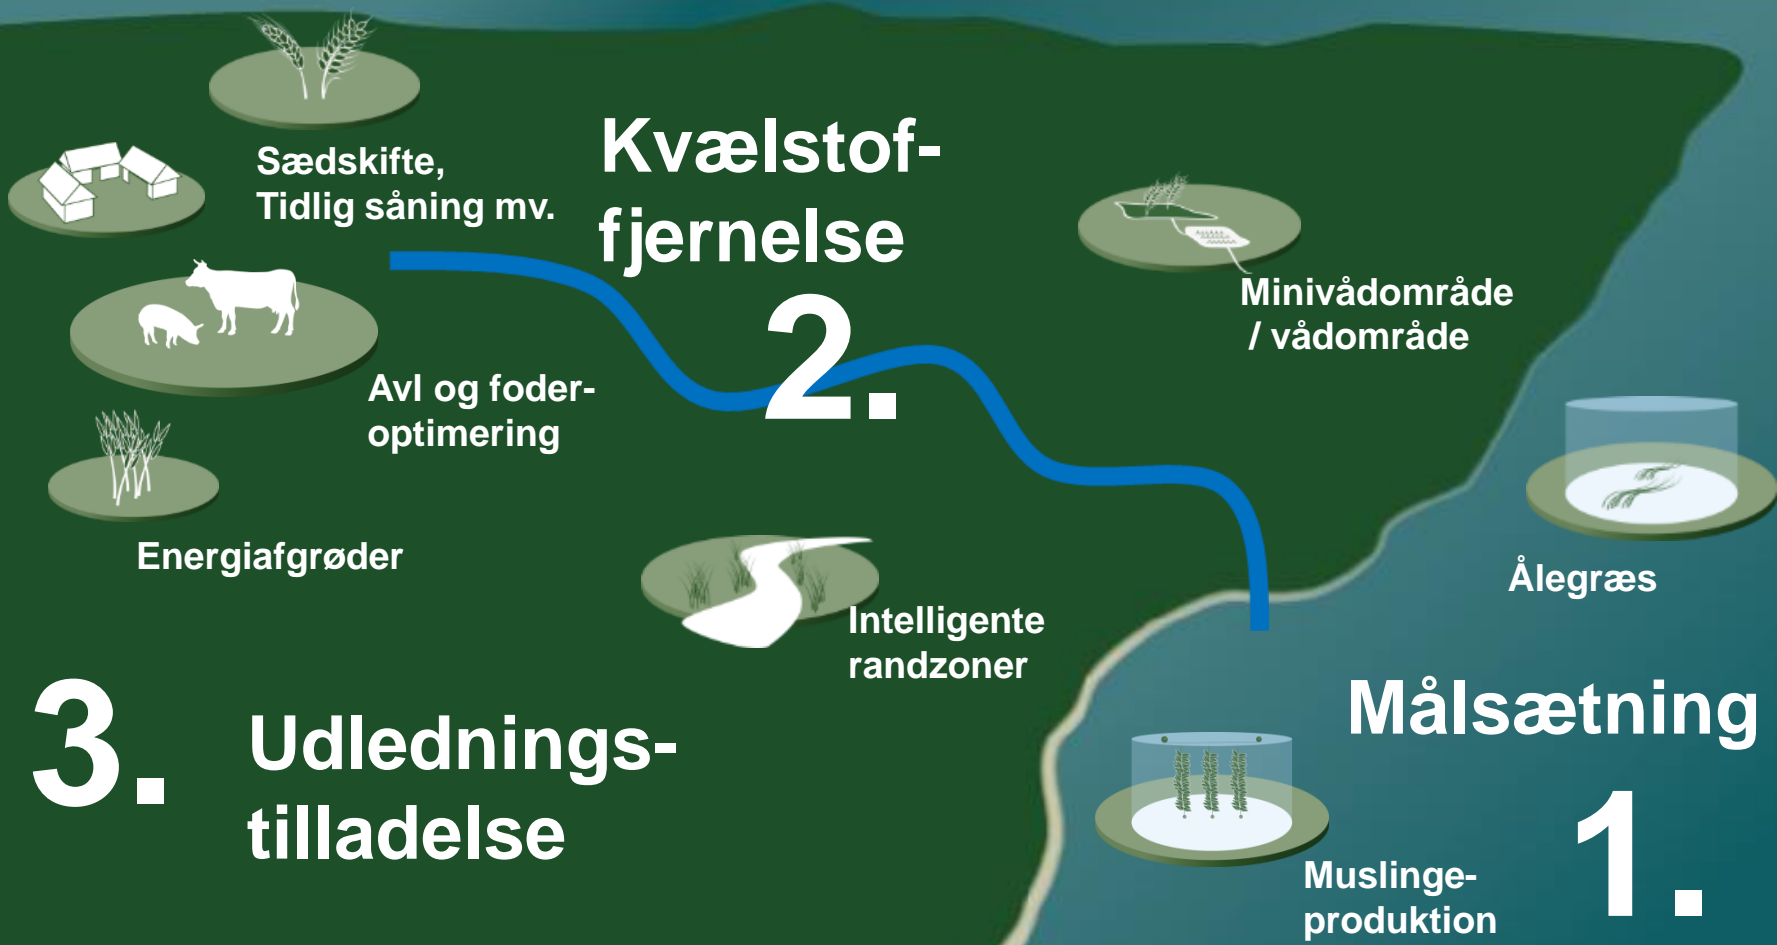 Sædskifte,
Tidlig såning mv.
Kvælstof-
fjernelse
2.
Minivådområde
/ vådområde
Avl og foder-
optimering
Energiafgrøder
Ålegræs
Intelligente
randzoner
3.
Udlednings-
tilladelse
Målsætning
1.
Muslinge-
produktion